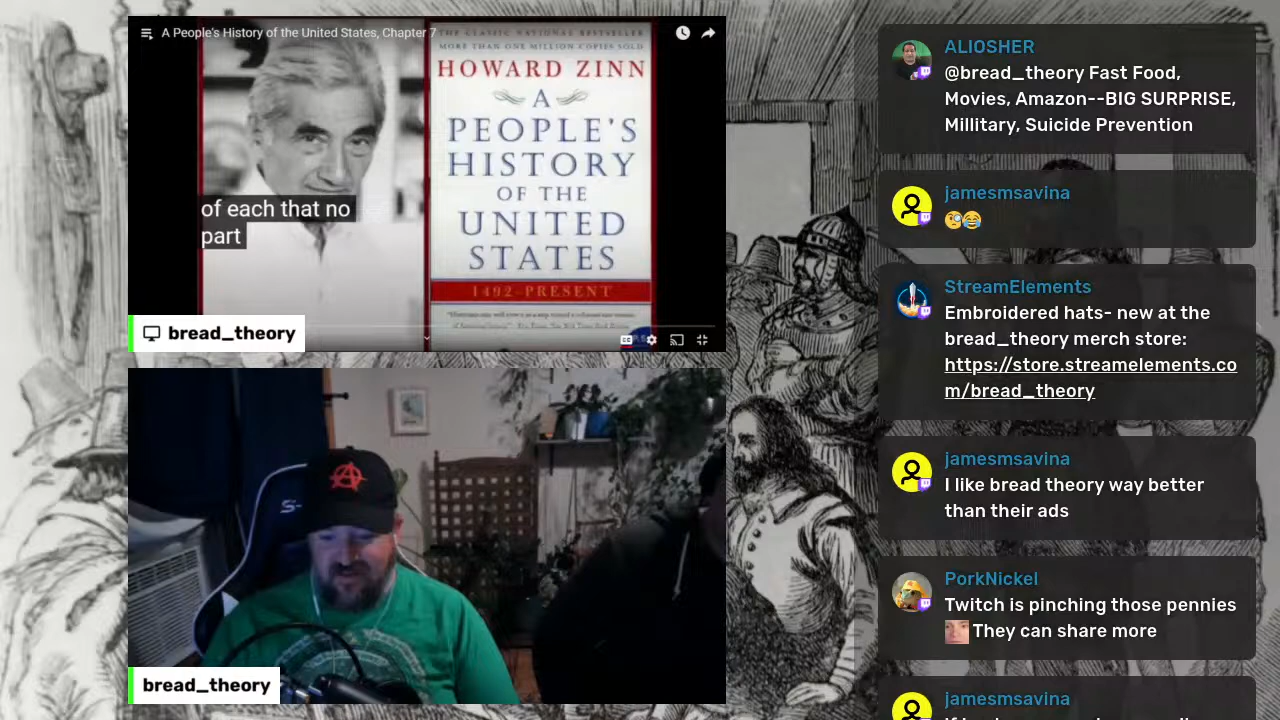 A People's History of the United States, Chapter 7
THE CLASSIC NATIONAL BESTSELLER
MORE THAN ONE MILLION COPIES SOLD
HOWARD ZINN
A
PEOPLE'S
HISTORY
OF THE
UNITED
STATES
1492–PRESENT
of each that no
part
bread_theory
S-
bread_theory
ALIOSHER
@bread_theory Fast Food,
Movies, Amazon--BIG SURPRISE,
Millitary, Suicide Prevention
jamesmsavina
🧐😂
StreamElements
Embroidered hats- new at the
bread_theory merch store:
https://store.streamelements.co
m/bread_theory
jamesmsavina
I like bread theory way better
than their ads
PorkNickel
Twitch is pinching those pennies
They can share more
jamesmsavina